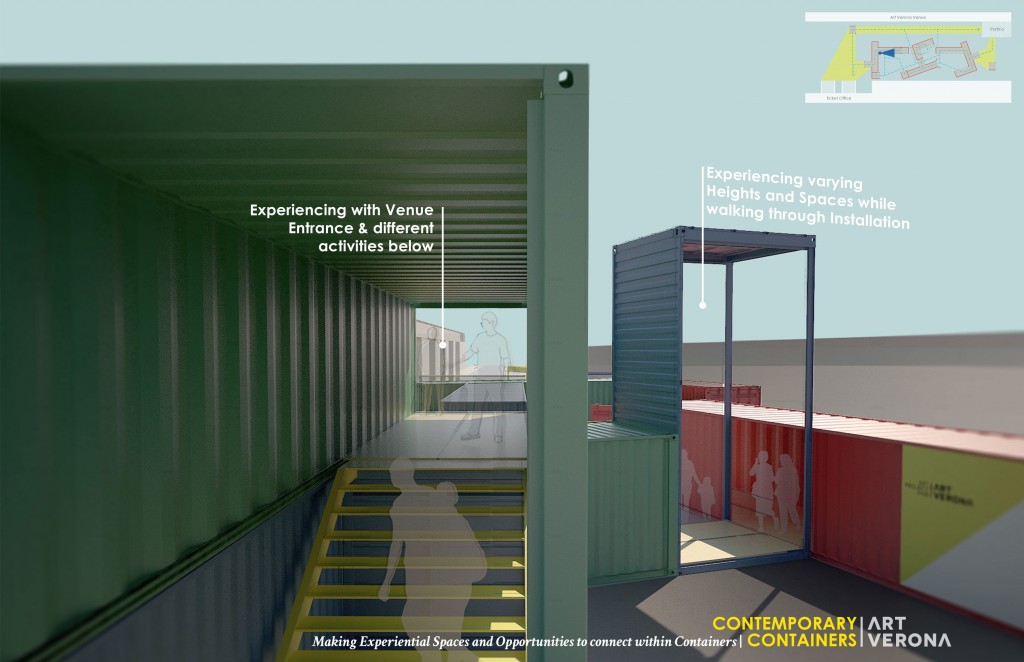 Art Verona Venue
Portico
Ticket Office
Experiencing varying
Heights and Spaces while
walking through Installation
Experiencing with Venue
Entrance & different
activities below
ART
VERONA
Making Experiential Spaces and Opportunities to connect within Containers |
CONTEMPORARY
CONTAINERS
ART
VERONA